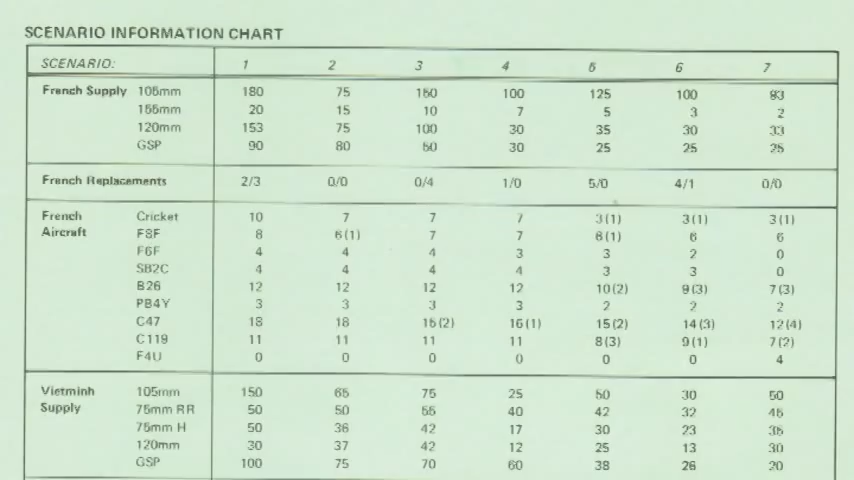 SCENARIO INFORMATION CHART
SCENARIO: 1 2 3 4 5 6 7
French Supply 105mm 180 75 150 100 125 100 93
155mm 20 15 10 7 5 3 2
120mm 153 75 100 30 35 30 33
GSP 90 80 50 30 25 25 25
French Replacements 2/3 0/0 0/4 1/0 5/0 4/1 0/0
French Cricket 10 7 7 7 3(1) 3(1) 3(1)
Aircraft F8F 8 6(1) 7 7 6(1) 6 6
F6F 4 4 4 3 3 2 0
SB2C 4 4 4 4 3 3 0
B26 12 12 12 12 10(2) 9(3) 7(3)
PB4Y 3 3 3 3 2 2 2
C47 18 18 15(2) 16(1) 15(2) 14(3) 12(4)
C119 11 11 11 11 8(3) 9(1) 7(2)
F4U 0 0 0 0 0 0 4
Vietminh 105mm 150 65 75 25 50 30 50
Supply 75mm RR 50 50 55 40 42 32 45
75mm H 50 36 42 17 30 23 35
120mm 30 37 42 12 25 13 30
GSP 100 75 70 60 38 26 20